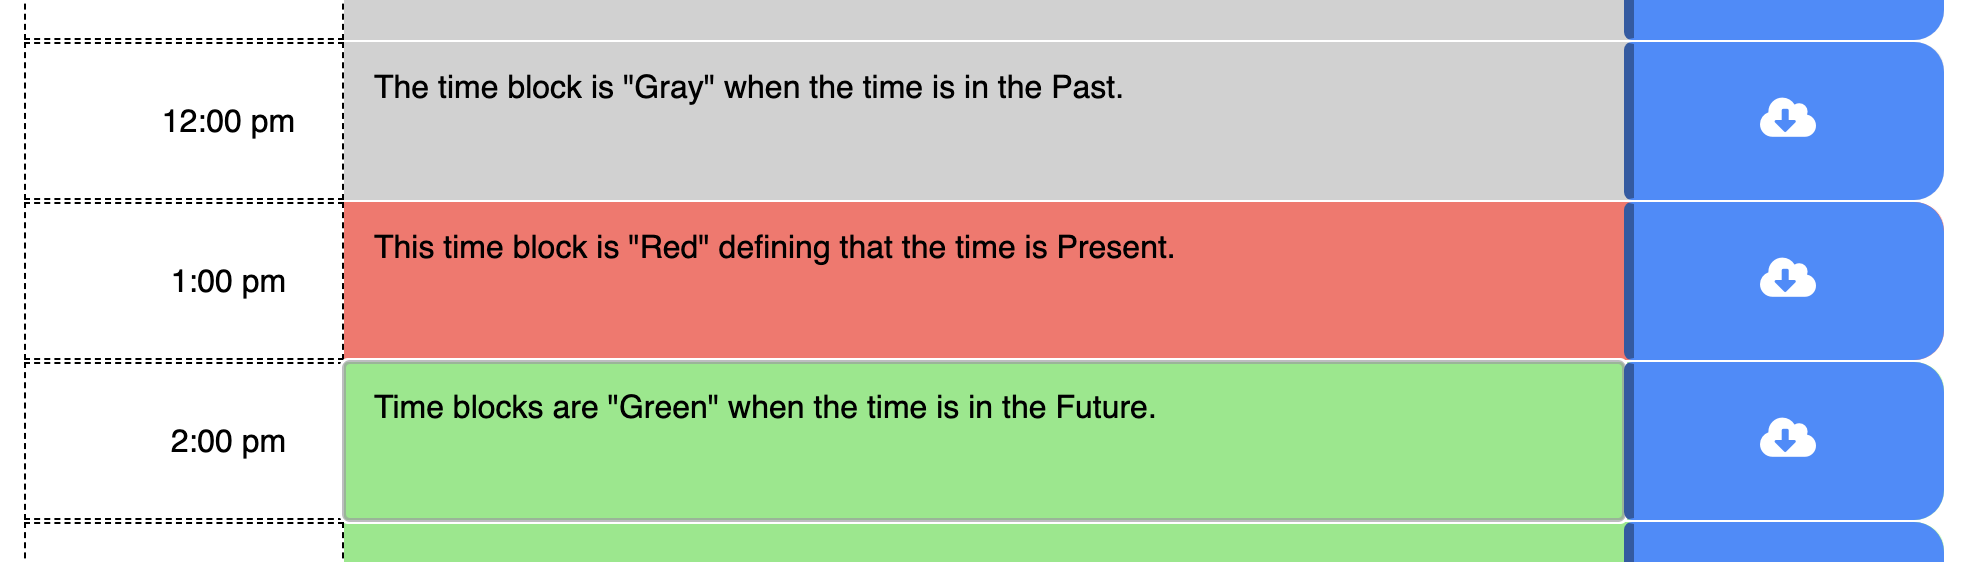 12:00 pm
The time block is "Gray" when the time is in the Past.
1:00 pm
This time block is "Red" defining that the time is Present.
2:00 pm
Time blocks are "Green" when the time is in the Future.